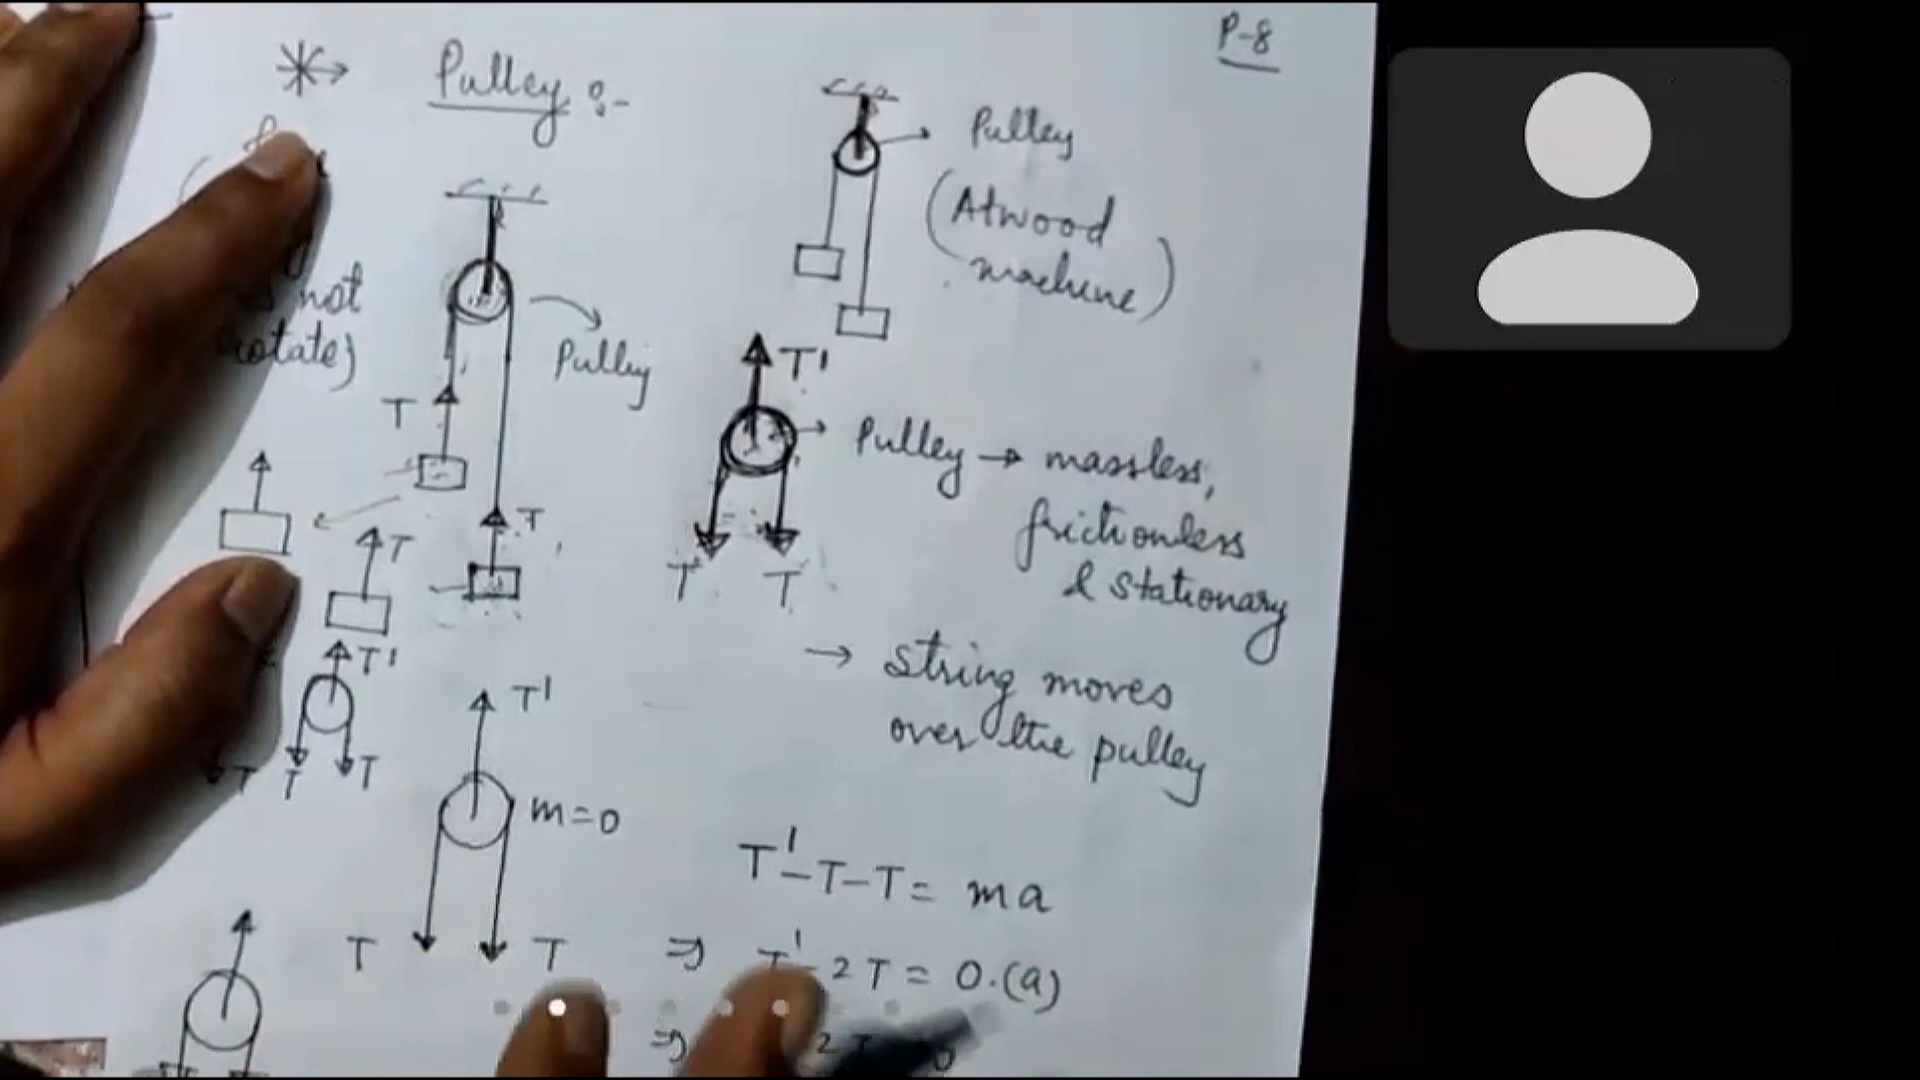 P-8
Pulley :-
Pulley
(Atwood
machine)
not
rotate)
Pulley
T
T
T
T'
T
T
Pulley → massless,
frictionless
& stationary
→ string moves
over the pulley
T'
T
T
T
T'
m=0
T
T
T'-T-T= ma
⇒ T'-2T = 0.(a)
⇒